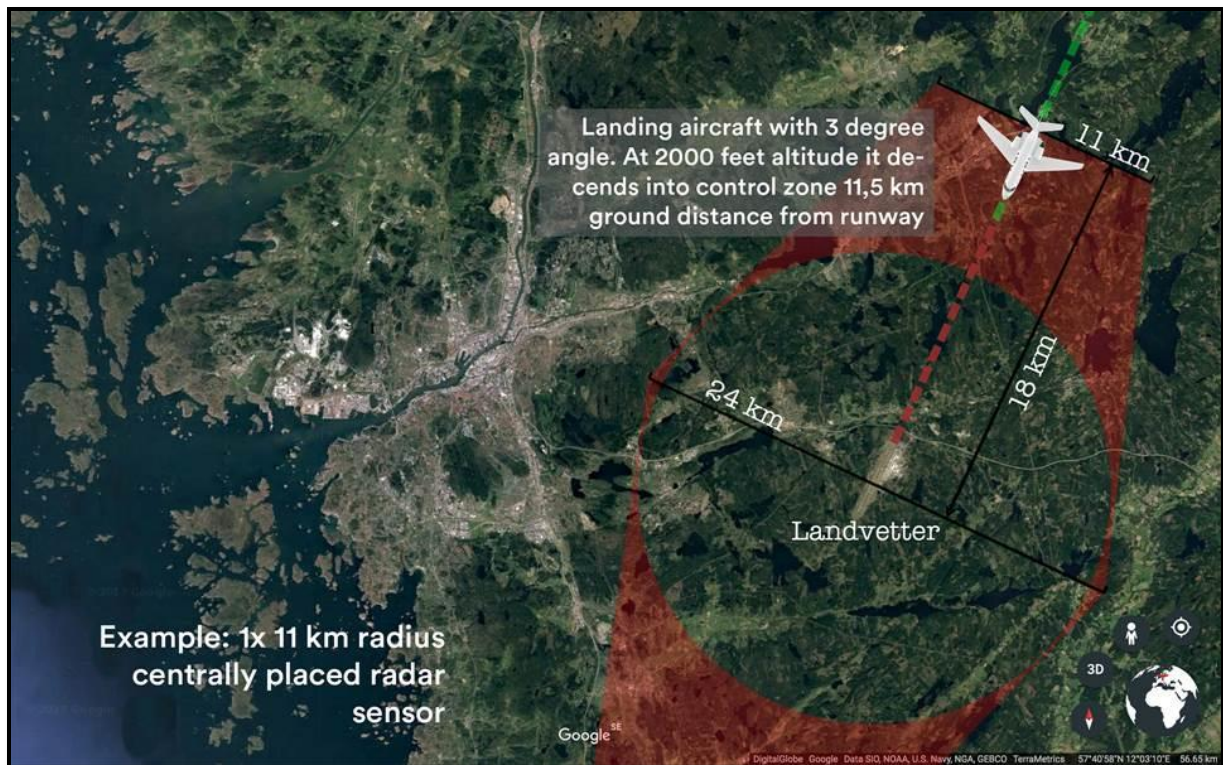 Landing aircraft with 3 degree
angle. At 2000 feet altitude it de-
cends into control zone 11,5 km
ground distance from runway
11 km
18 km
24 km
Landvetter
Example: 1x 11 km radius
centrally placed radar
sensor
3D
Google SE
DigitalGlobe Google Data SIO, NOAA, U.S. Navy, NGA, GEBCO TerraMetrics 57°40'58"N 12°03'10"E 56.65 km